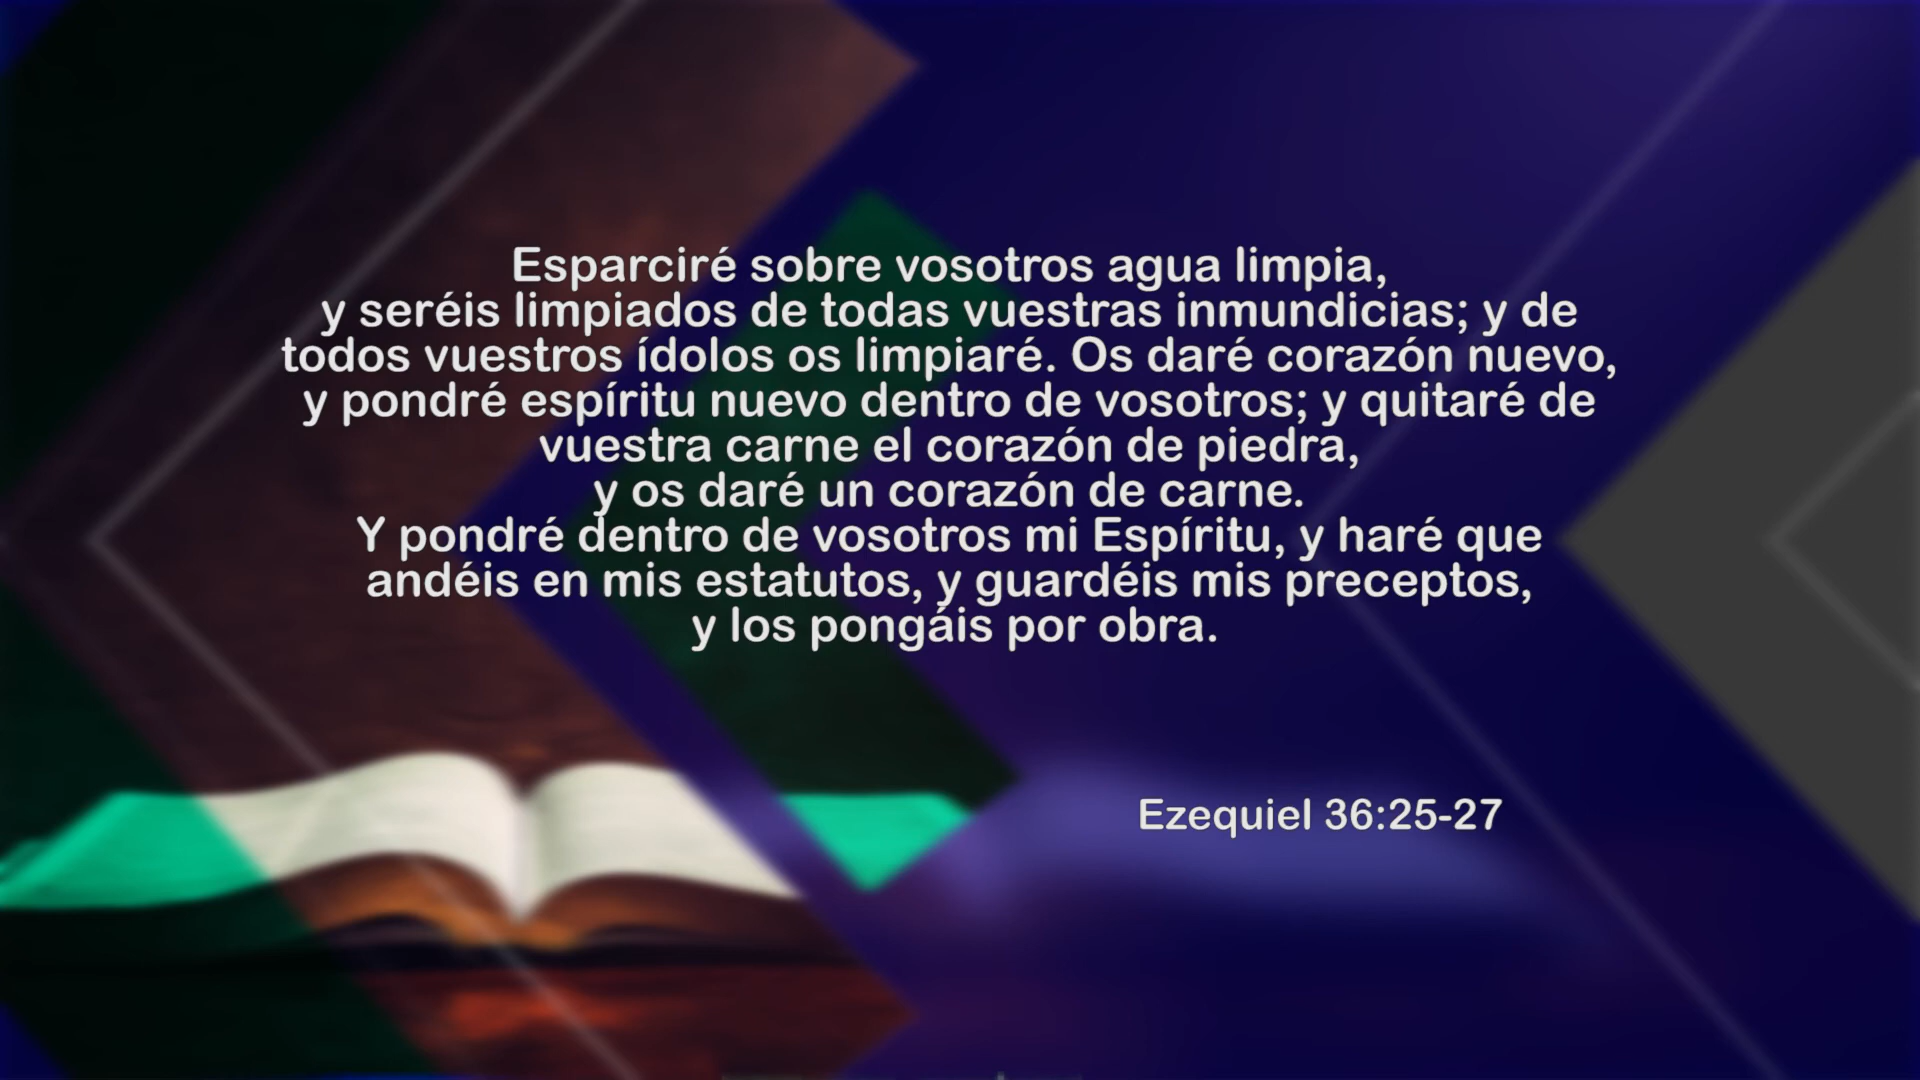 Esparciré sobre vosotros agua limpia,
y seréis limpiados de todas vuestras inmundicias; y de
todos vuestros ídolos os limpiaré. Os daré corazón nuevo,
y pondré espíritu nuevo dentro de vosotros; y quitaré de
vuestra carne el corazón de piedra,
y os daré un corazón de carne.
Y pondré dentro de vosotros mi Espíritu, y haré que
andéis en mis estatutos, y guardéis mis preceptos,
y los pongáis por obra.
Ezequiel 36:25-27